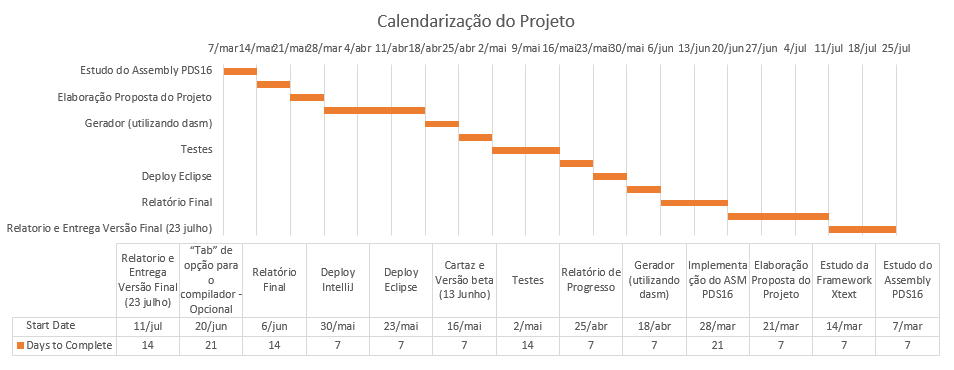 Calendarização do Projeto
7/mar 14/mar 21/mar 28/mar 4/abr 11/abr 18/abr 25/abr 2/mai 9/mai 16/mai 23/mai 30/mai 6/jun 13/jun 20/jun 27/jun 4/jul 11/jul 18/jul 25/jul
Estudo do Assembly PDS16
Elaboração Proposta do Projeto
Gerador (utilizando dasm)
Testes
Deploy Eclipse
Relatório Final
Relatorio e Entrega Versão Final (23 julho)
Relatorio e
Entrega
Versão Final
(23 julho)
“Tab” de
opção para
o
compilador -
Opcional
Relatório
Final
Deploy
IntelliJ
Deploy
Eclipse
Cartaz e
Versão beta
(13 Junho)
Testes
Relatório de
Progresso
Gerador
(utilizando
dasm)
Implementa
ção do ASM
PDS16
Elaboração
Proposta do
Projeto
Estudo da
Framework
Xtext
Estudo do
Assembly
PDS16
Start Date 11/jul 20/jun 6/jun 30/mai 23/mai 16/mai 2/mai 25/abr 18/abr 28/mar 21/mar 14/mar 7/mar
Days to Complete 14 21 14 7 7 7 14 7 7 21 7 7 7